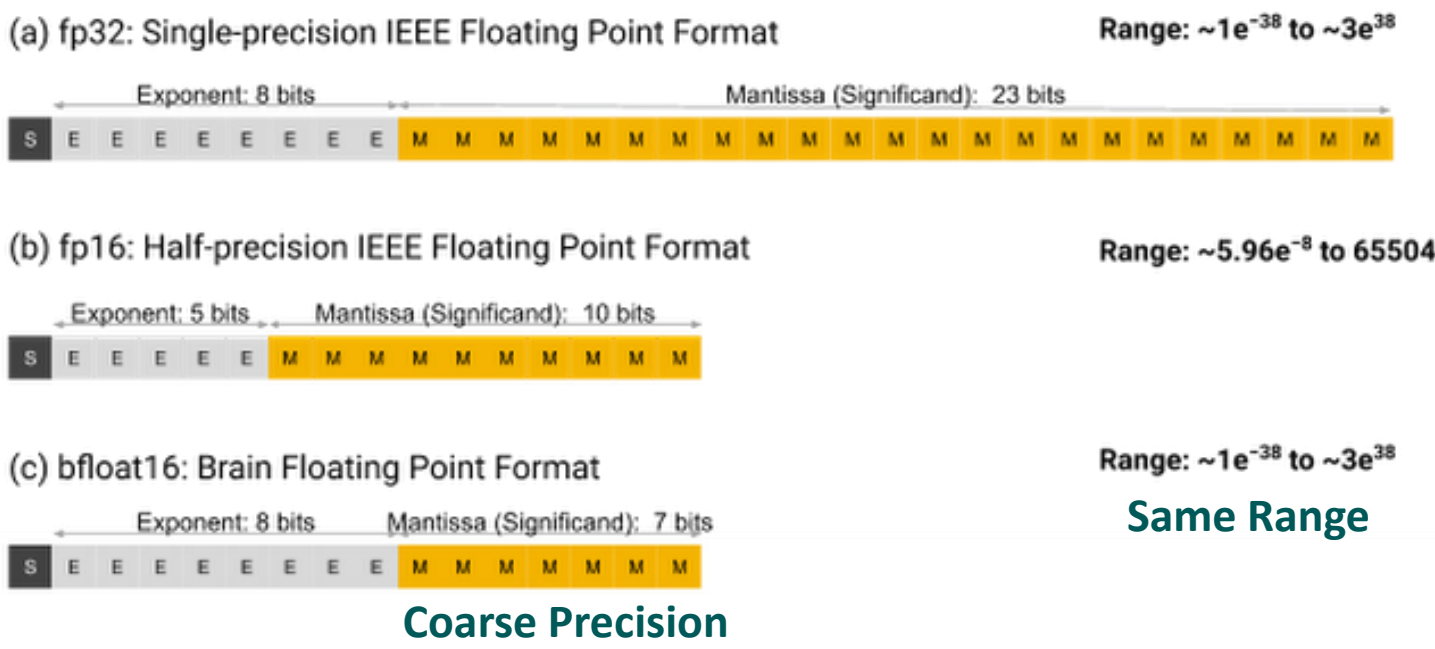 (a) fp32: Single-precision IEEE Floating Point Format Range: ~1e⁻³⁸ to ~3e³⁸
Exponent: 8 bits Mantissa (Significand): 23 bits
S E E E E E E E E M M M M M M M M M M M M M M M M M M M M M M M
(b) fp16: Half-precision IEEE Floating Point Format Range: ~5.96e⁻⁸ to 65504
Exponent: 5 bits Mantissa (Significand): 10 bits
S E E E E E M M M M M M M M M M
(c) bfloat16: Brain Floating Point Format Range: ~1e⁻³⁸ to ~3e³⁸
Same Range
Exponent: 8 bits Mantissa (Significand): 7 bits
S E E E E E E E E M M M M M M M
Coarse Precision